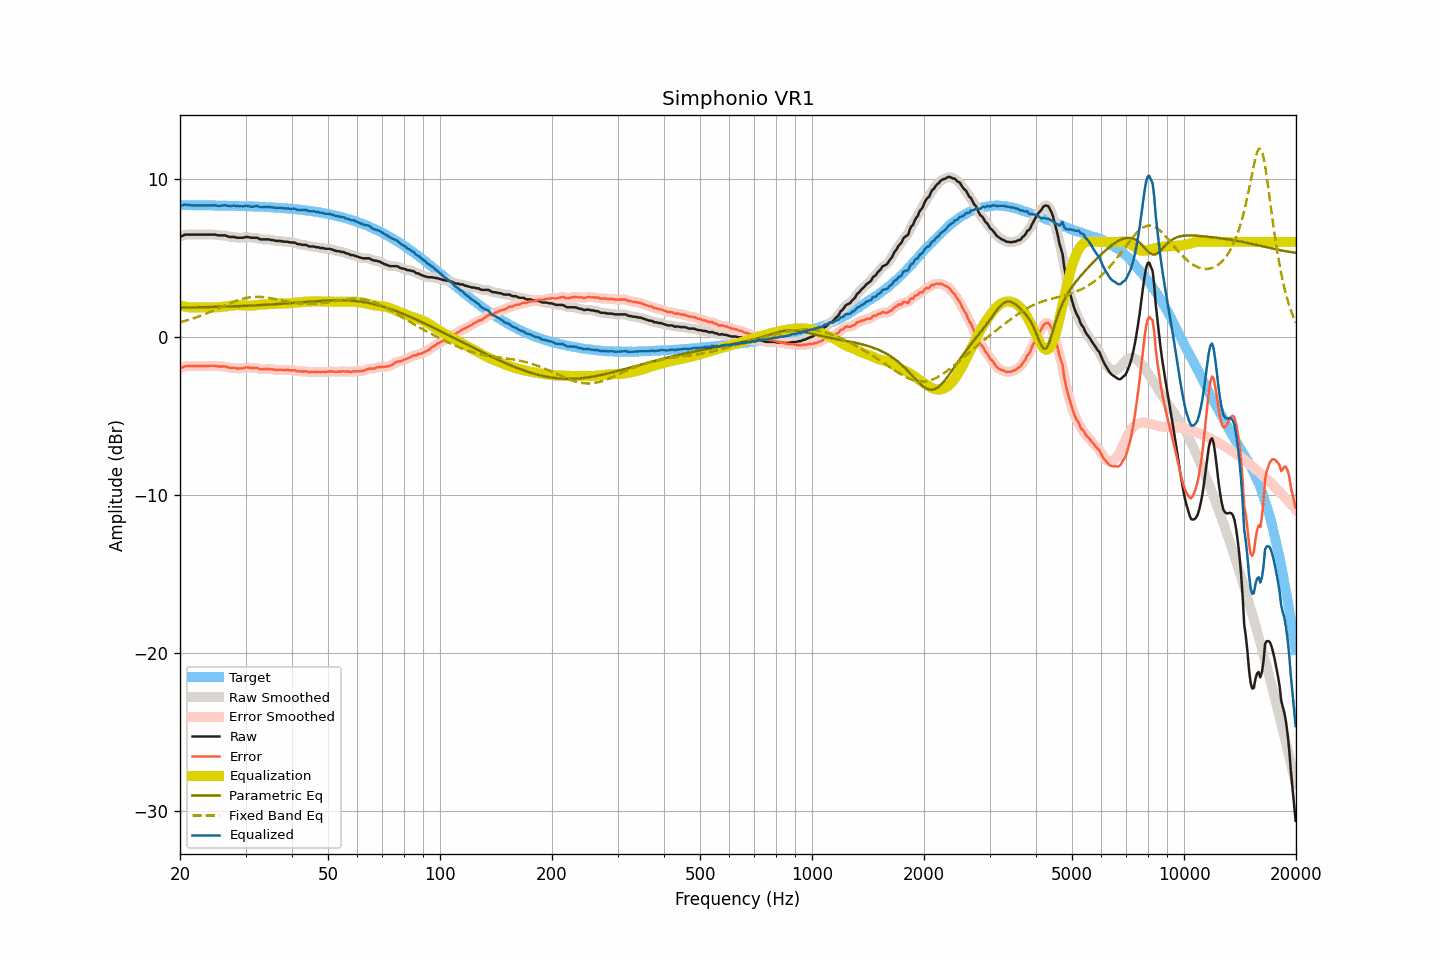 Simphonio VR1
10
0
−10
−20
−30
Amplitude (dBr)
Target
Raw Smoothed
Error Smoothed
Raw
Error
Equalization
Parametric Eq
Fixed Band Eq
Equalized
20 50 100 200 500 1000 2000 5000 10000 20000
Frequency (Hz)